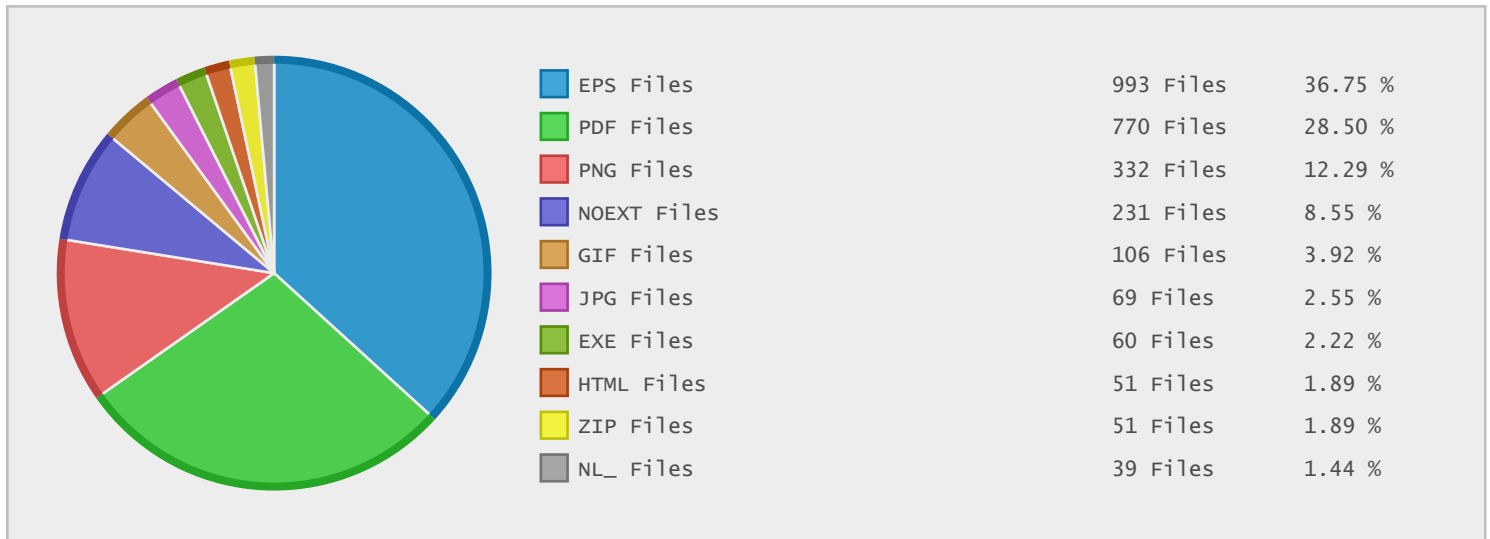 EPS Files 993 Files 36.75 %
PDF Files 770 Files 28.50 %
PNG Files 332 Files 12.29 %
NOEXT Files 231 Files 8.55 %
GIF Files 106 Files 3.92 %
JPG Files 69 Files 2.55 %
EXE Files 60 Files 2.22 %
HTML Files 51 Files 1.89 %
ZIP Files 51 Files 1.89 %
NL_ Files 39 Files 1.44 %